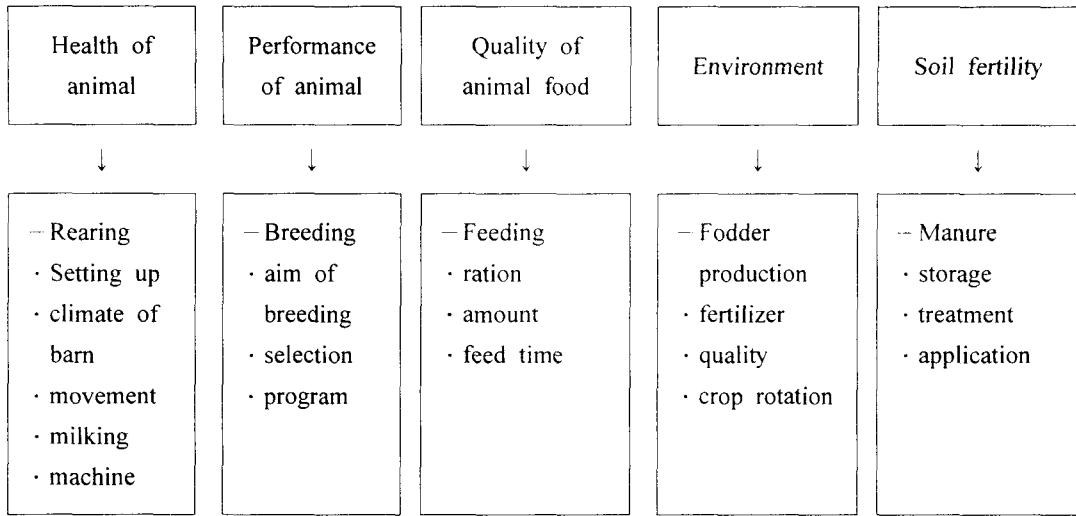 Health of
animal
Performance
of animal
Quality of
animal food
Environment
Soil fertility
↓
↓
↓
↓
↓
– Rearing
· Setting up
· climate of
barn
· movement
· milking
· machine
– Breeding
· aim of
breeding
· selection
· program
– Feeding
· ration
· amount
· feed time
– Fodder
production
· fertilizer
· quality
· crop rotation
– Manure
· storage
· treatment
· application